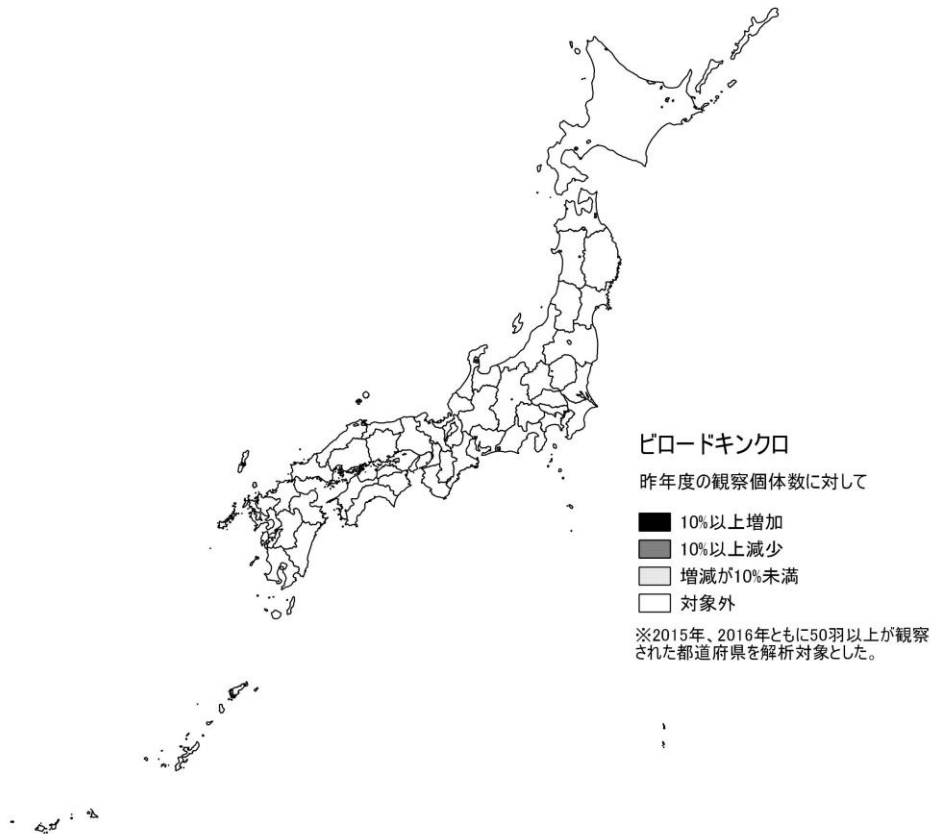 ビロードキンクロ
昨年度の観察個体数に対して
10%以上増加
10%以上減少
増減が10%未満
対象外
※2015年、2016年ともに50羽以上が観察
された都道府県を解析対象とした。